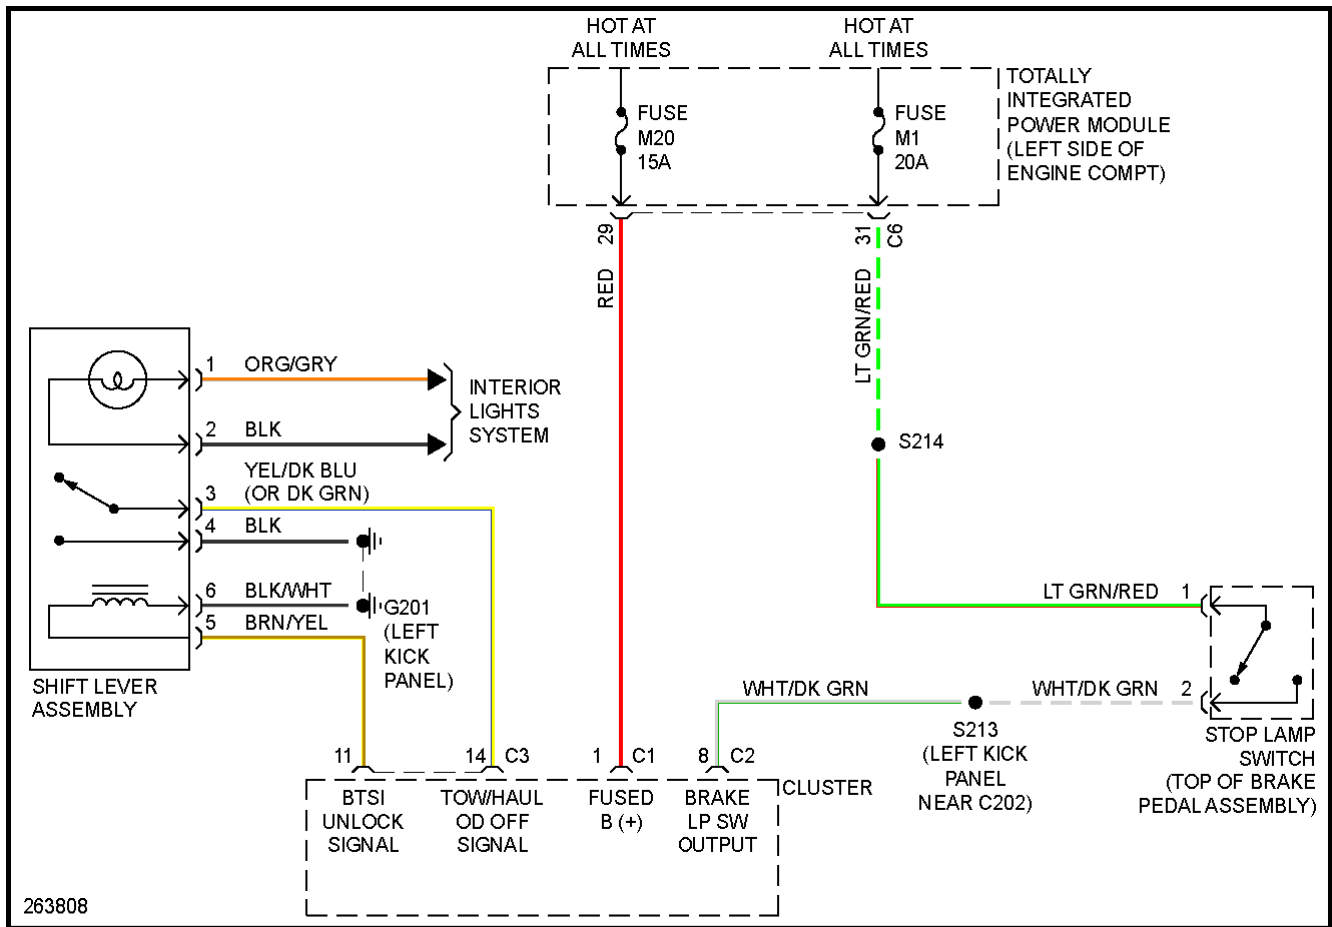 HOT AT
ALL TIMES
HOT AT
ALL TIMES
FUSE
M20
15A
FUSE
M1
20A
TOTALLY
INTEGRATED
POWER MODULE
(LEFT SIDE OF
ENGINE COMPT)
29
31
C6
RED
LT GRN/RED
S214
1
ORG/GRY
2
BLK
INTERIOR
LIGHTS
SYSTEM
YEL/DK BLU
(OR DK GRN)
3
4
BLK
6
BLK/WHT
5
BRN/YEL
G201
(LEFT
KICK
PANEL)
SHIFT LEVER
ASSEMBLY
LT GRN/RED
1
WHT/DK GRN
WHT/DK GRN
2
S213
(LEFT KICK
PANEL
NEAR C202)
STOP LAMP
SWITCH
(TOP OF BRAKE
PEDAL ASSEMBLY)
11
14
C3
1
C1
8
C2
CLUSTER
BTSI
UNLOCK
SIGNAL
TOW/HAUL
OD OFF
SIGNAL
FUSED
B (+)
BRAKE
LP SW
OUTPUT
263808